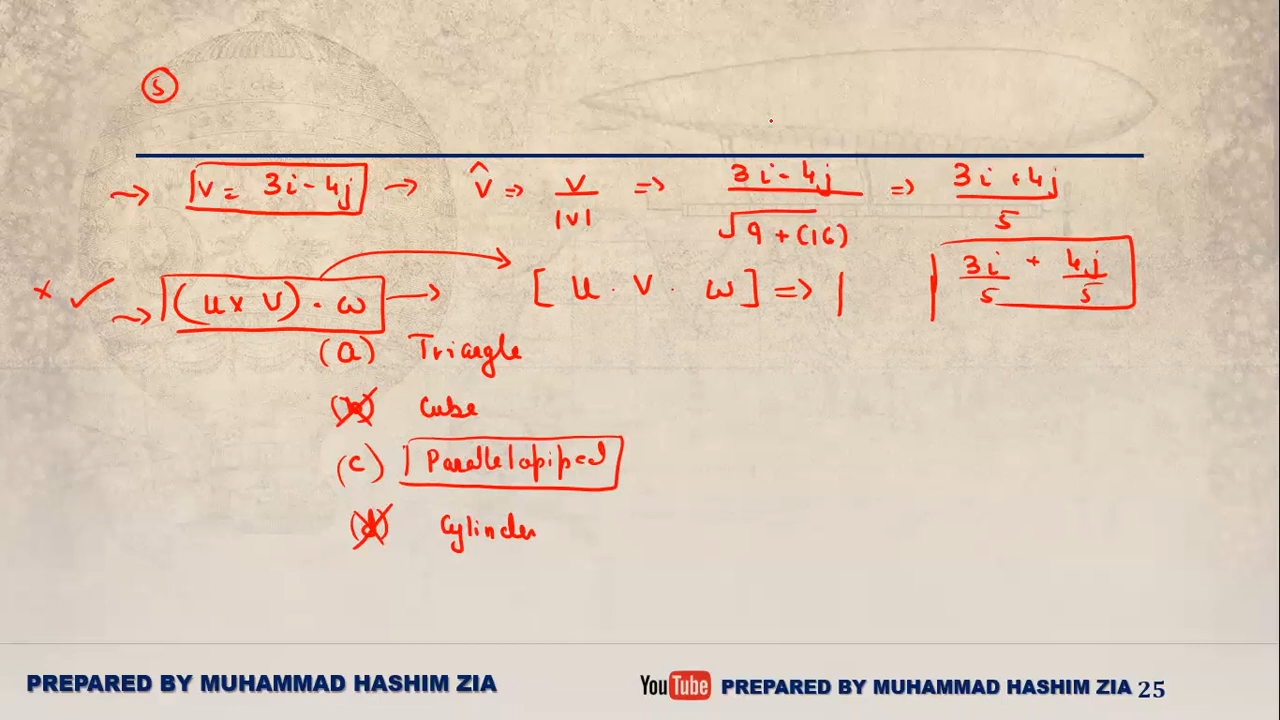 5
→ v = 3i - 4j → v̂ ⇒ v/|v| ⇒ 3i - 4j/√9 + (16) ⇒ 3i + 4j/5
3i/5 + 4j/5
× ✓ → (u × v) · ω → [ u · v · ω ] ⇒ | |
(a) Triangle
(b) Cube
(c) Parallelopiped
(d) Cylinder
PREPARED BY MUHAMMAD HASHIM ZIA
YouTube PREPARED BY MUHAMMAD HASHIM ZIA 25